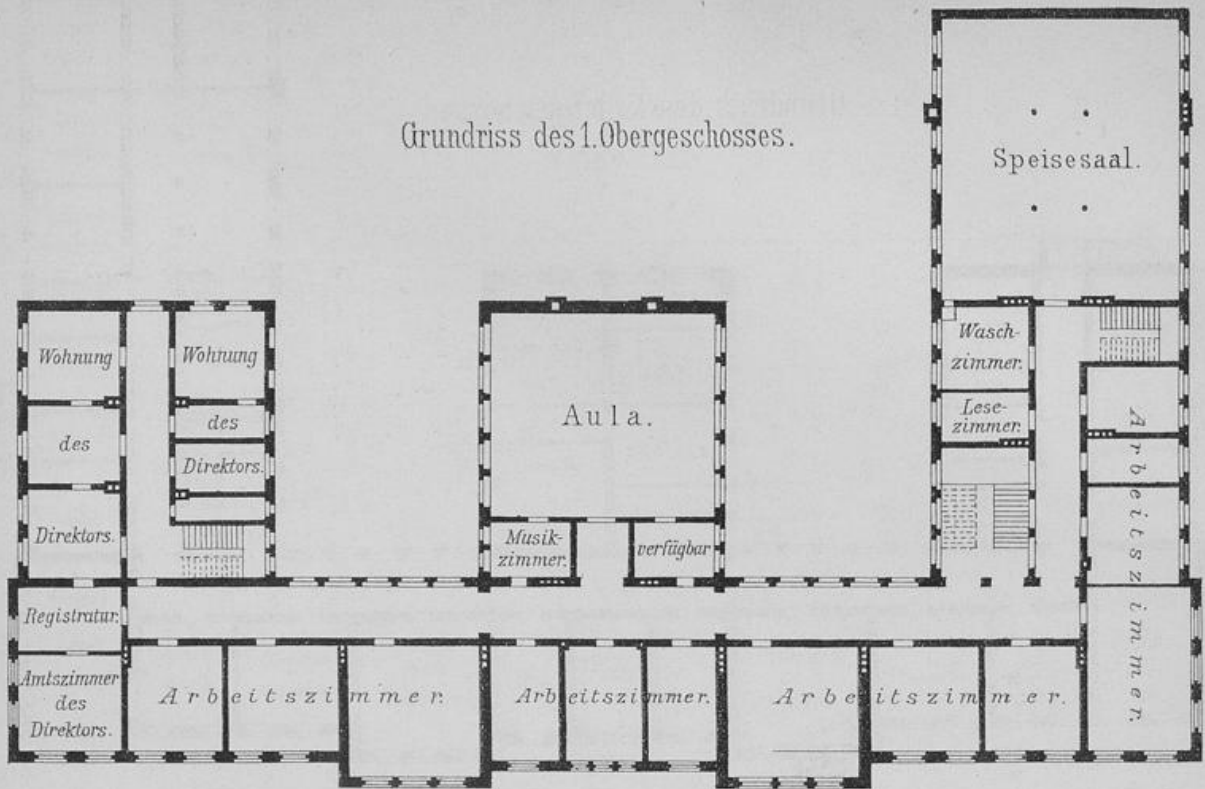 Grundriss des 1. Obergeschosses.
Speisesaal.
Wohnung
des
Direktors.
Wohnung
des
Direktors.
Aula.
Wasch-
zimmer.
Lese-
zimmer.
Arbeitszimmer.
Musik-
zimmer.
verfügbar
Registratur.
Amtszimmer
des
Direktors.
Arbeitszimmer.
Arbeitszimmer.
Arbeitszimmer.